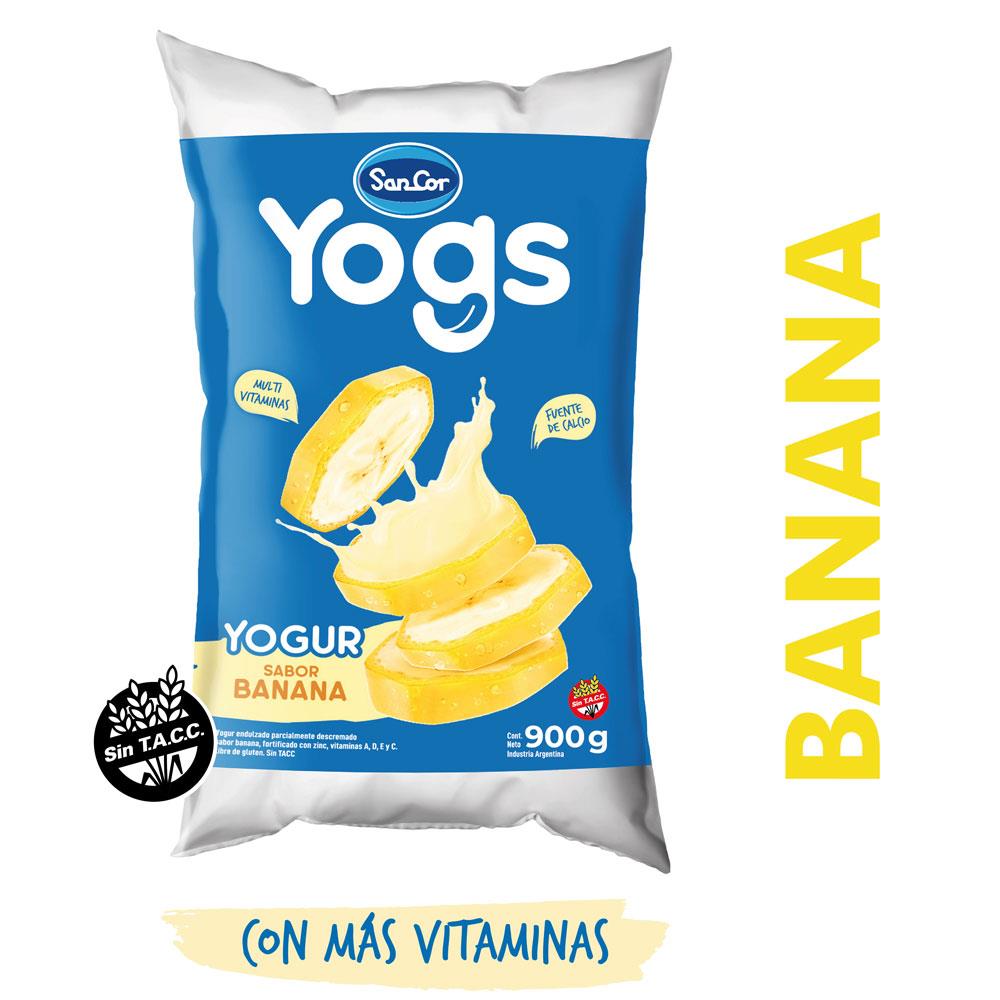 SanCor
Yogs
MULTI
VITAMINAS
FUENTE
DE CALCIO
YOGUR
SABOR
BANANA
Sin T.A.C.C.
Sin T.A.C.C.
Yogur endulzado parcialmente descremado
sabor banana, fortificado con zinc, vitaminas A, D, E y C.
libre de gluten. Sin TACC
Cont.
Neto 900g
Industria Argentina
BANANA
CON MÁS VITAMINAS